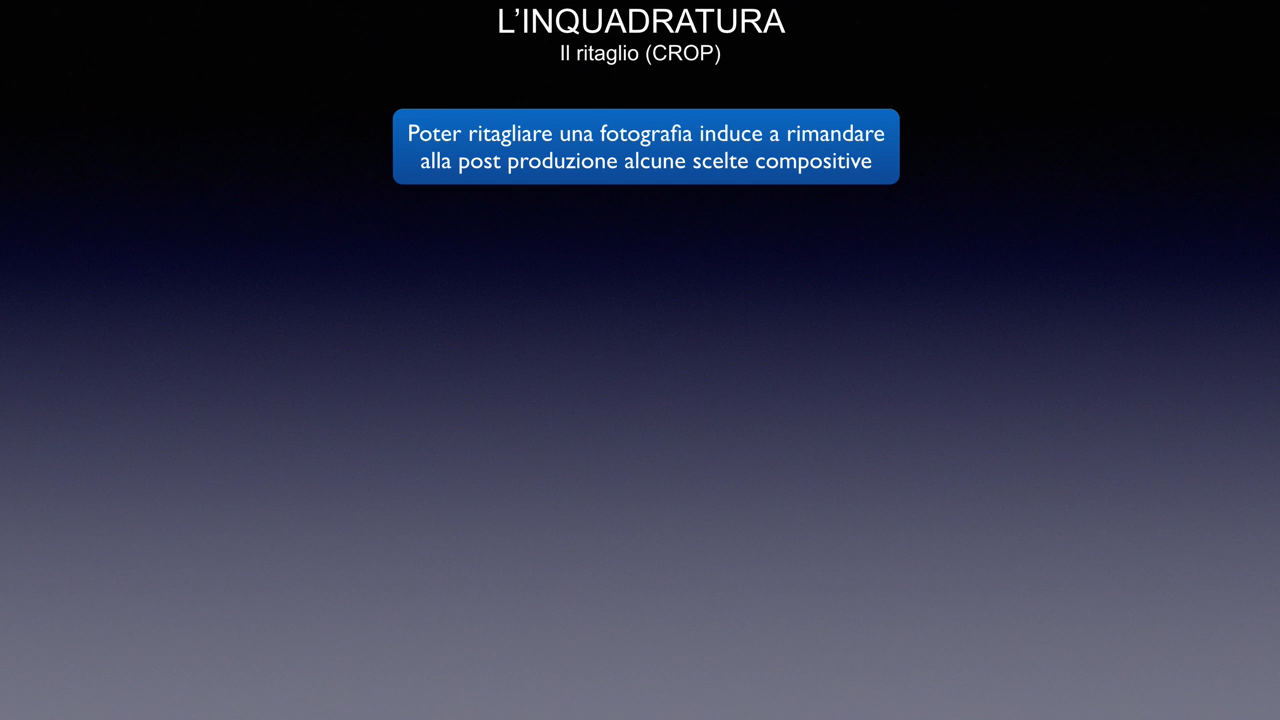 L’INQUADRATURA
Il ritaglio (CROP)
Poter ritagliare una fotografia induce a rimandare
alla post produzione alcune scelte compositive